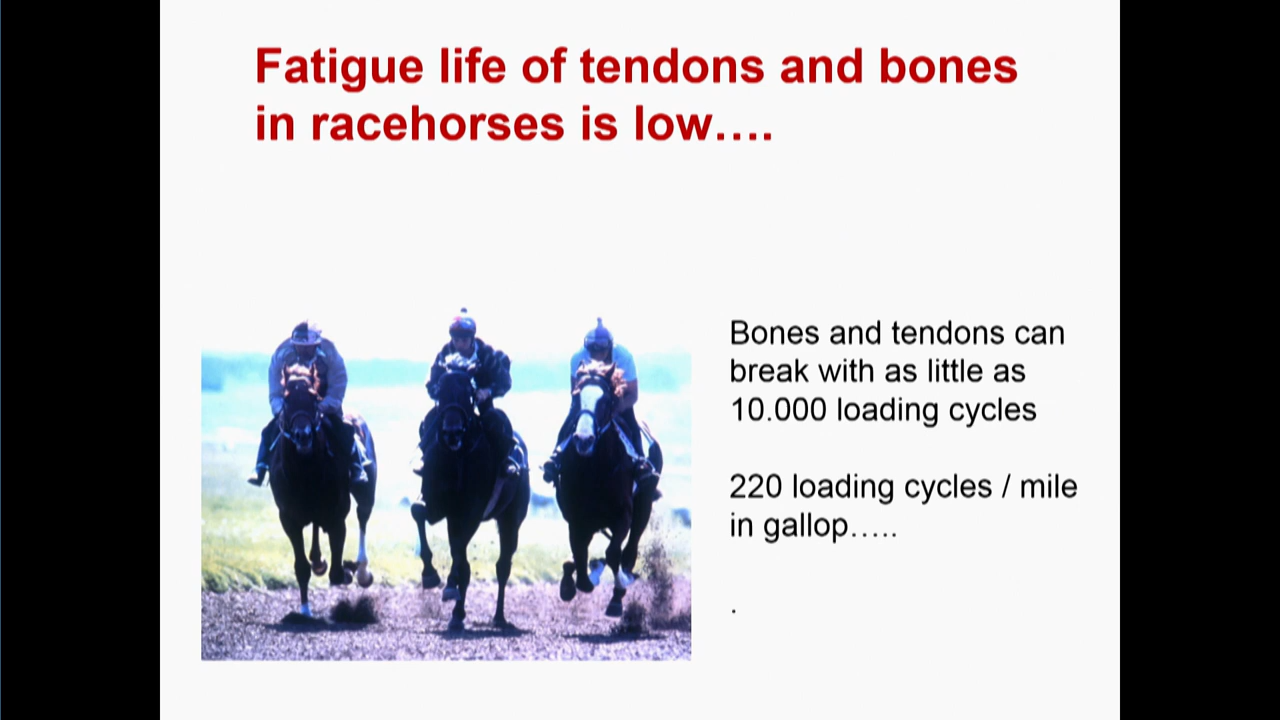 Fatigue life of tendons and bones
in racehorses is low….
Bones and tendons can
break with as little as
10.000 loading cycles
220 loading cycles / mile
in gallop…..
.